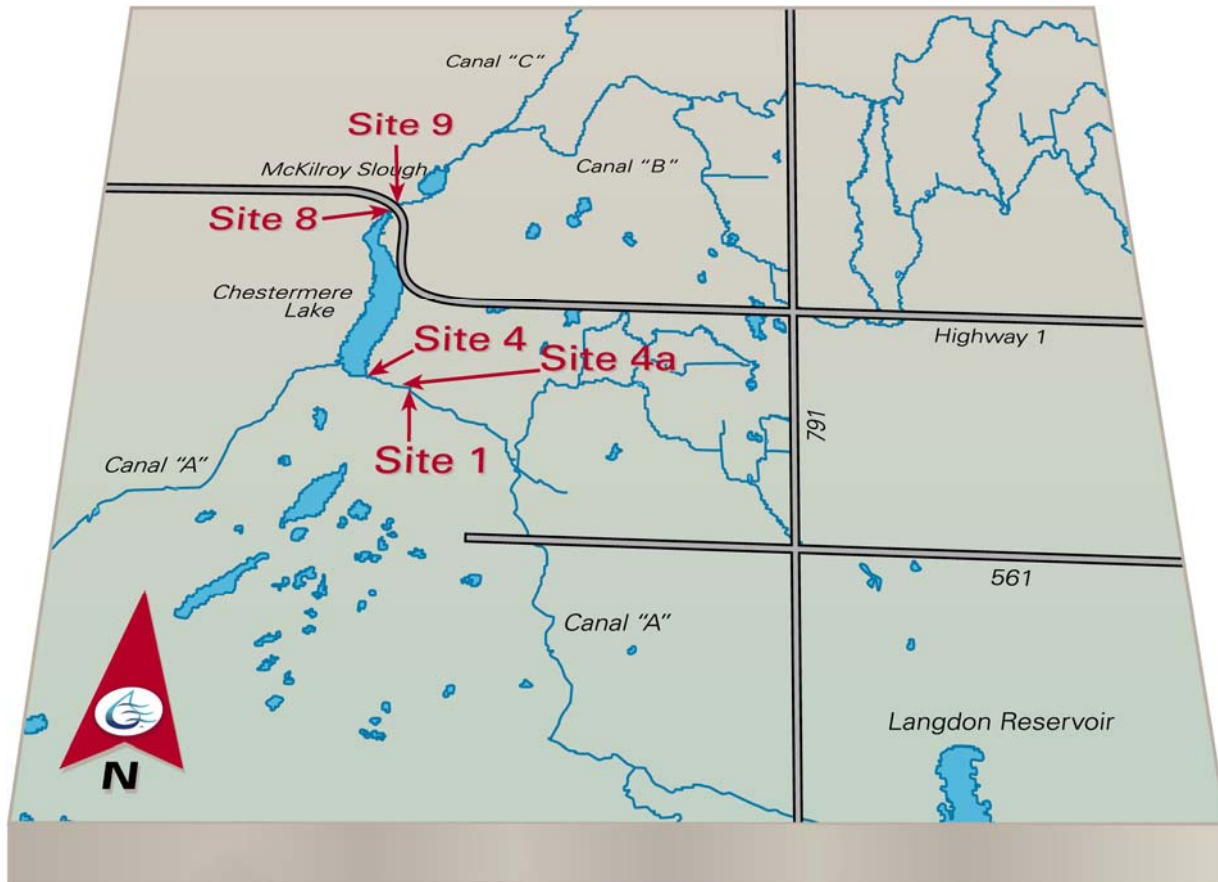 Canal "C"
Site 9
McKilroy Slough
Canal "B"
Site 8
Chestermere
Lake
Site 4
Highway 1
Site 4a
791
Canal "A"
Site 1
561
Canal "A"
Langdon Reservoir
N